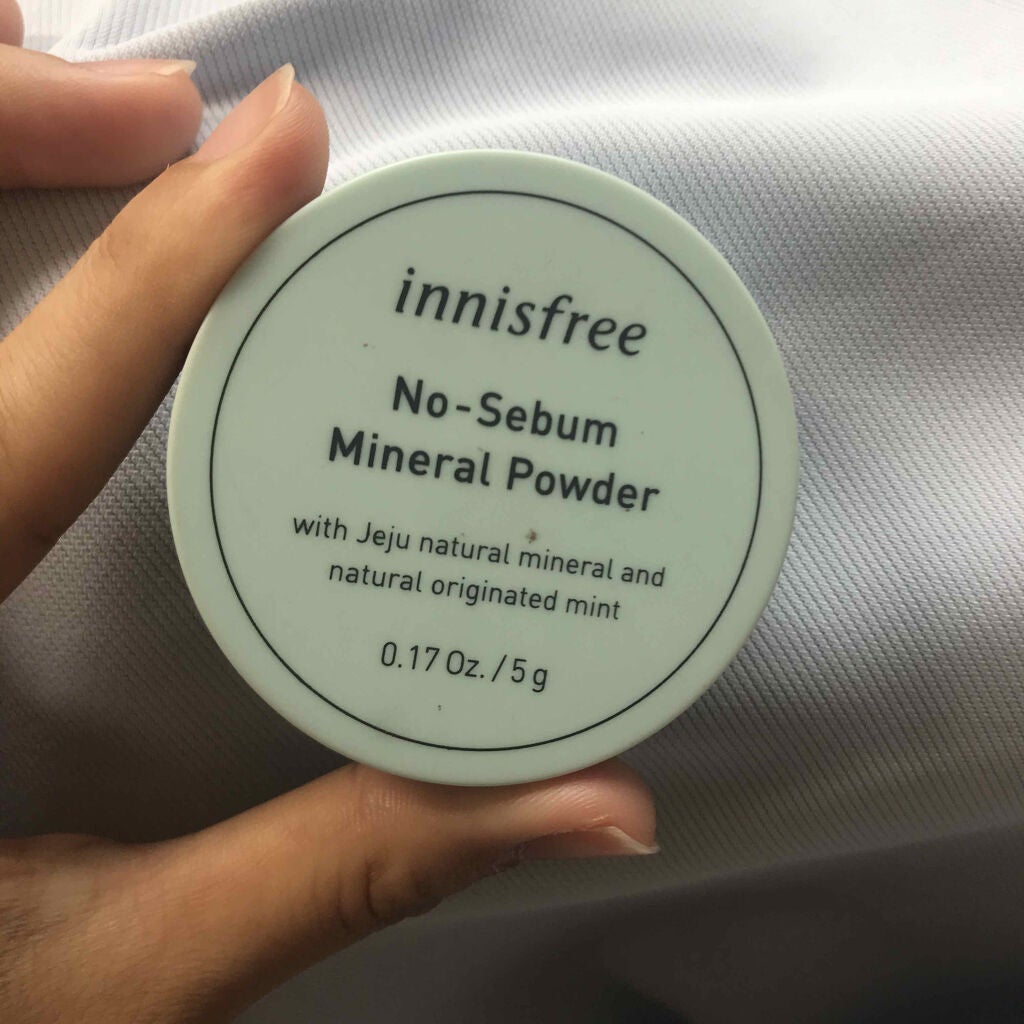 innisfree
No-Sebum
Mineral Powder
with Jeju natural mineral and
natural originated mint
0.17 Oz. / 5 g